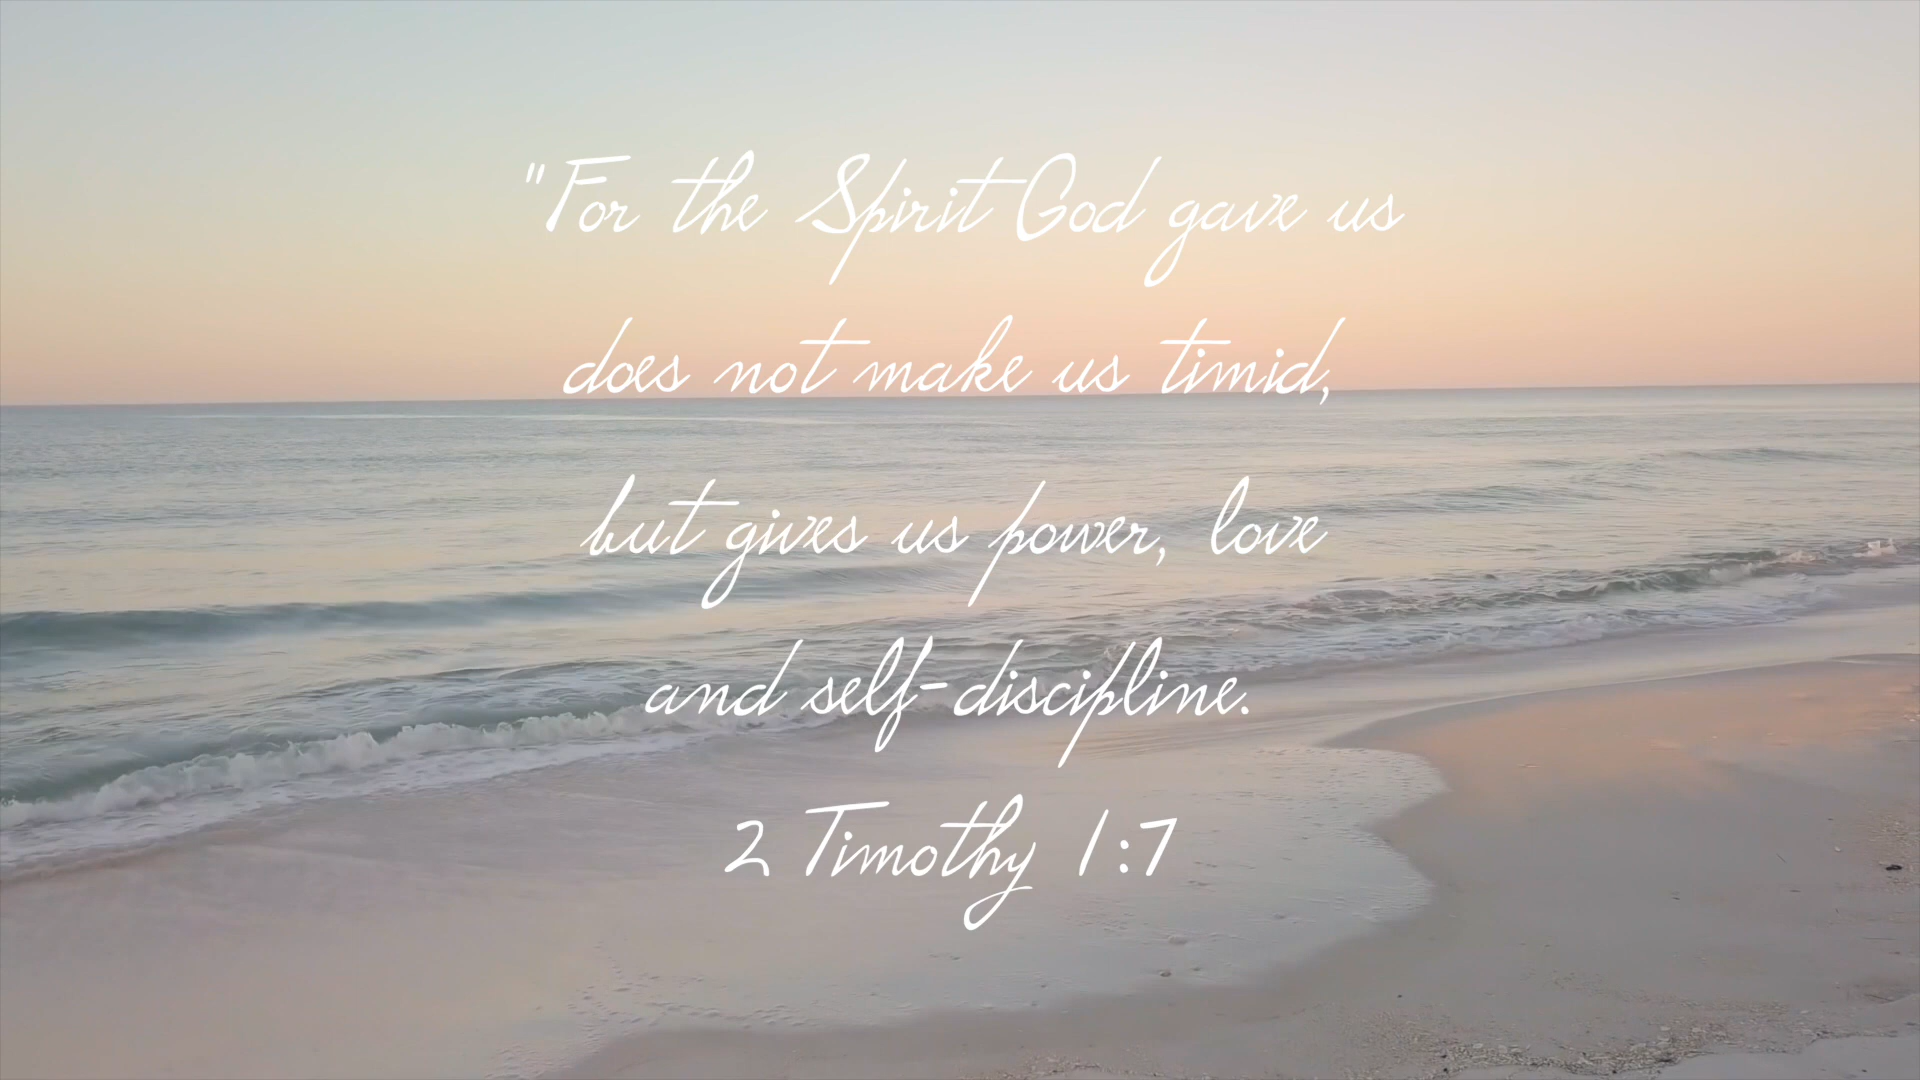 "For the Spirit God gave us
does not make us timid,
but gives us power, love
and self-discipline.
2 Timothy 1:7